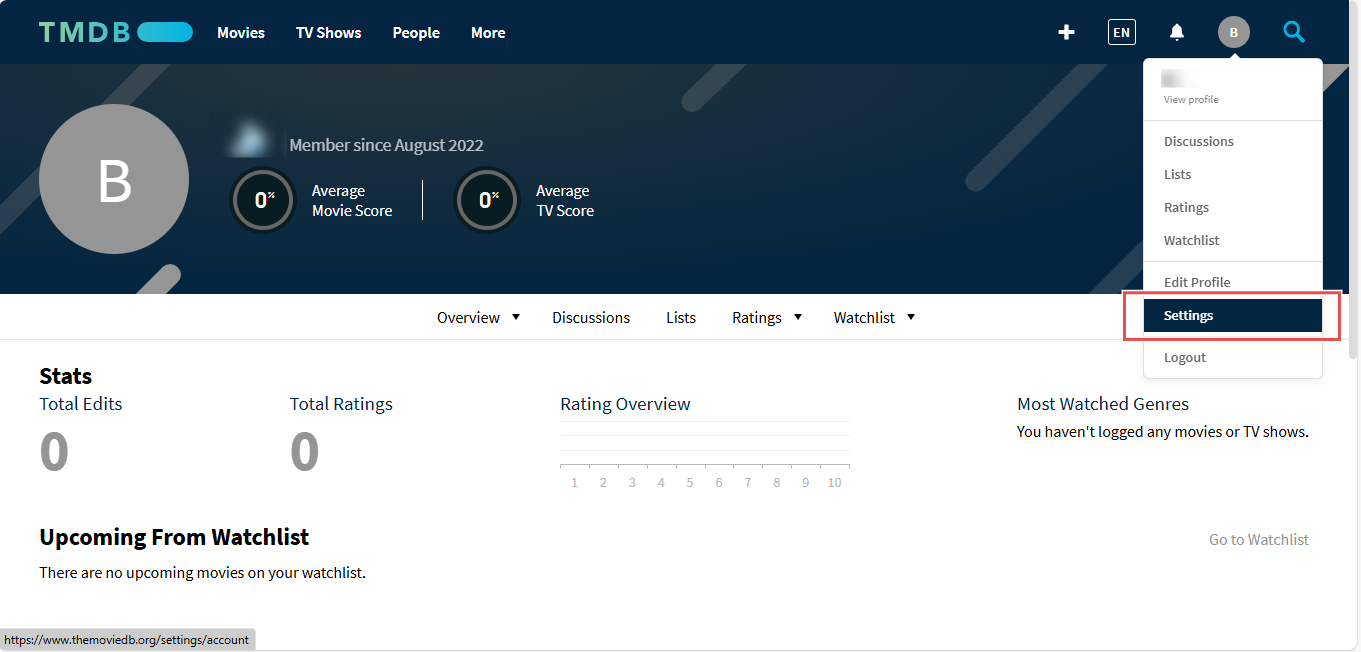 TMDB Movies TV Shows People More EN B
View profile
Discussions
Lists
Ratings
Watchlist
Edit Profile
Settings
Logout
B
Member since August 2022
0% Average Movie Score
0% Average TV Score
Overview Discussions Lists Ratings Watchlist
Stats
Total Edits
0
Total Ratings
0
Rating Overview
1 2 3 4 5 6 7 8 9 10
Most Watched Genres
You haven't logged any movies or TV shows.
Upcoming From Watchlist
Go to Watchlist
There are no upcoming movies on your watchlist.
https://www.themoviedb.org/settings/account